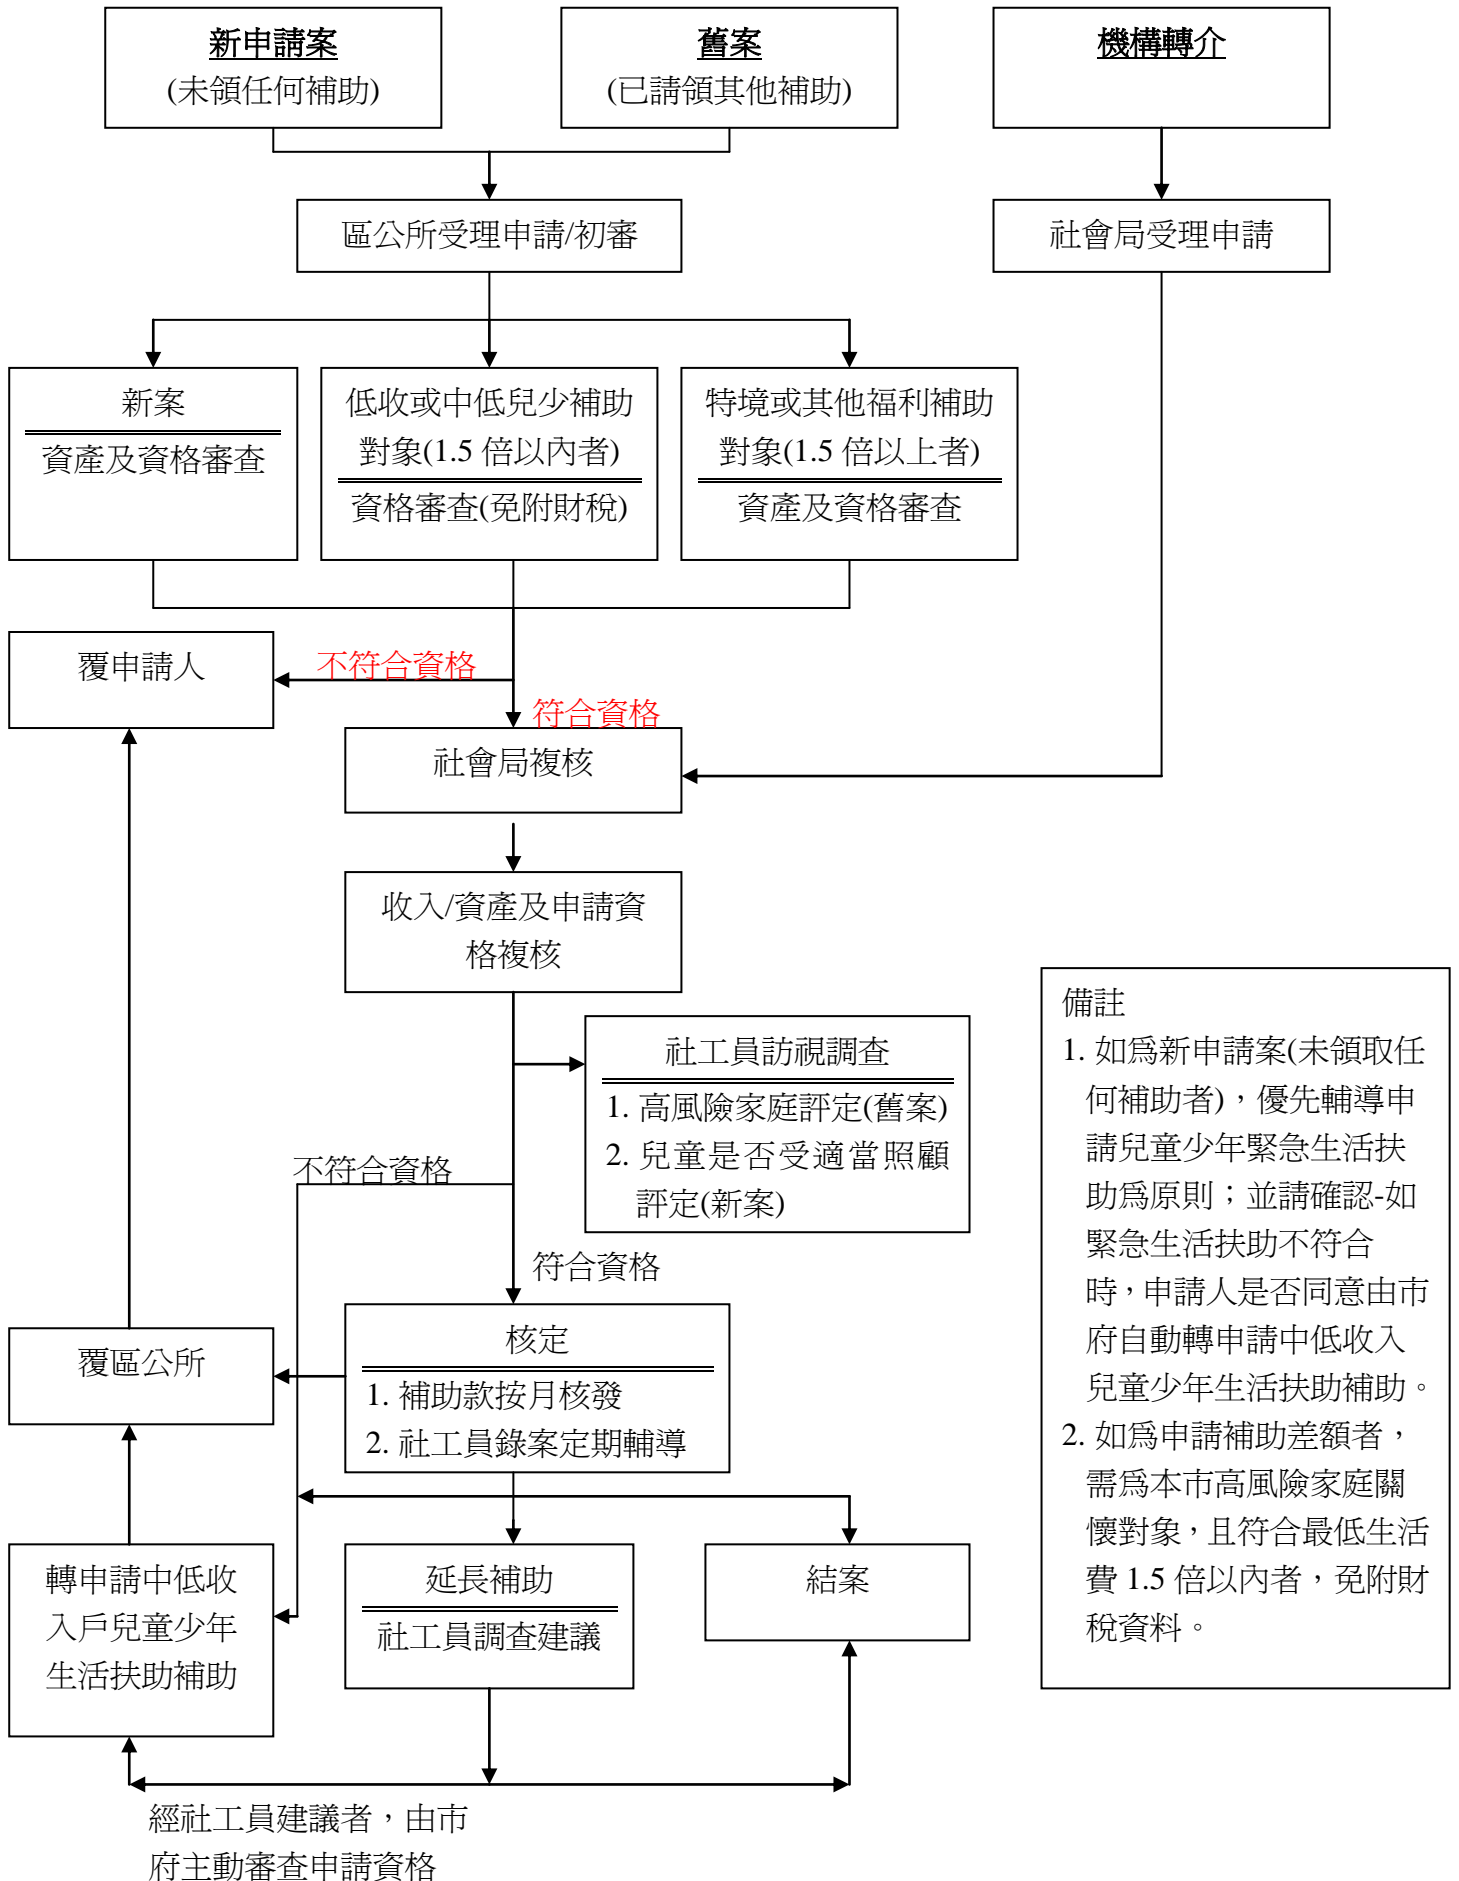 新申請案
(未領任何補助)
舊案
(已請領其他補助)
機構轉介
區公所受理申請/初審
社會局受理申請
新案
資產及資格審查
低收或中低兒少補助
對象(1.5 倍以內者)
資格審查(免附財稅)
特境或其他福利補助
對象(1.5 倍以上者)
資產及資格審查
覆申請人
不符合資格
符合資格
社會局複核
收入/資產及申請資
格複核
社工員訪視調查
1. 高風險家庭評定(舊案)
2. 兒童是否受適當照顧
評定(新案)
不符合資格
符合資格
覆區公所
核定
1. 補助款按月核發
2. 社工員錄案定期輔導
轉申請中低收
入戶兒童少年
生活扶助補助
延長補助
社工員調查建議
結案
經社工員建議者，由市
府主動審查申請資格
備註
1. 如為新申請案(未領取任
何補助者)，優先輔導申
請兒童少年緊急生活扶
助為原則；並請確認-如
緊急生活扶助不符合
時，申請人是否同意由市
府自動轉申請中低收入
兒童少年生活扶助補助。
2. 如為申請補助差額者，
需為本市高風險家庭關
懷對象，且符合最低生活
費 1.5 倍以內者，免附財
稅資料。